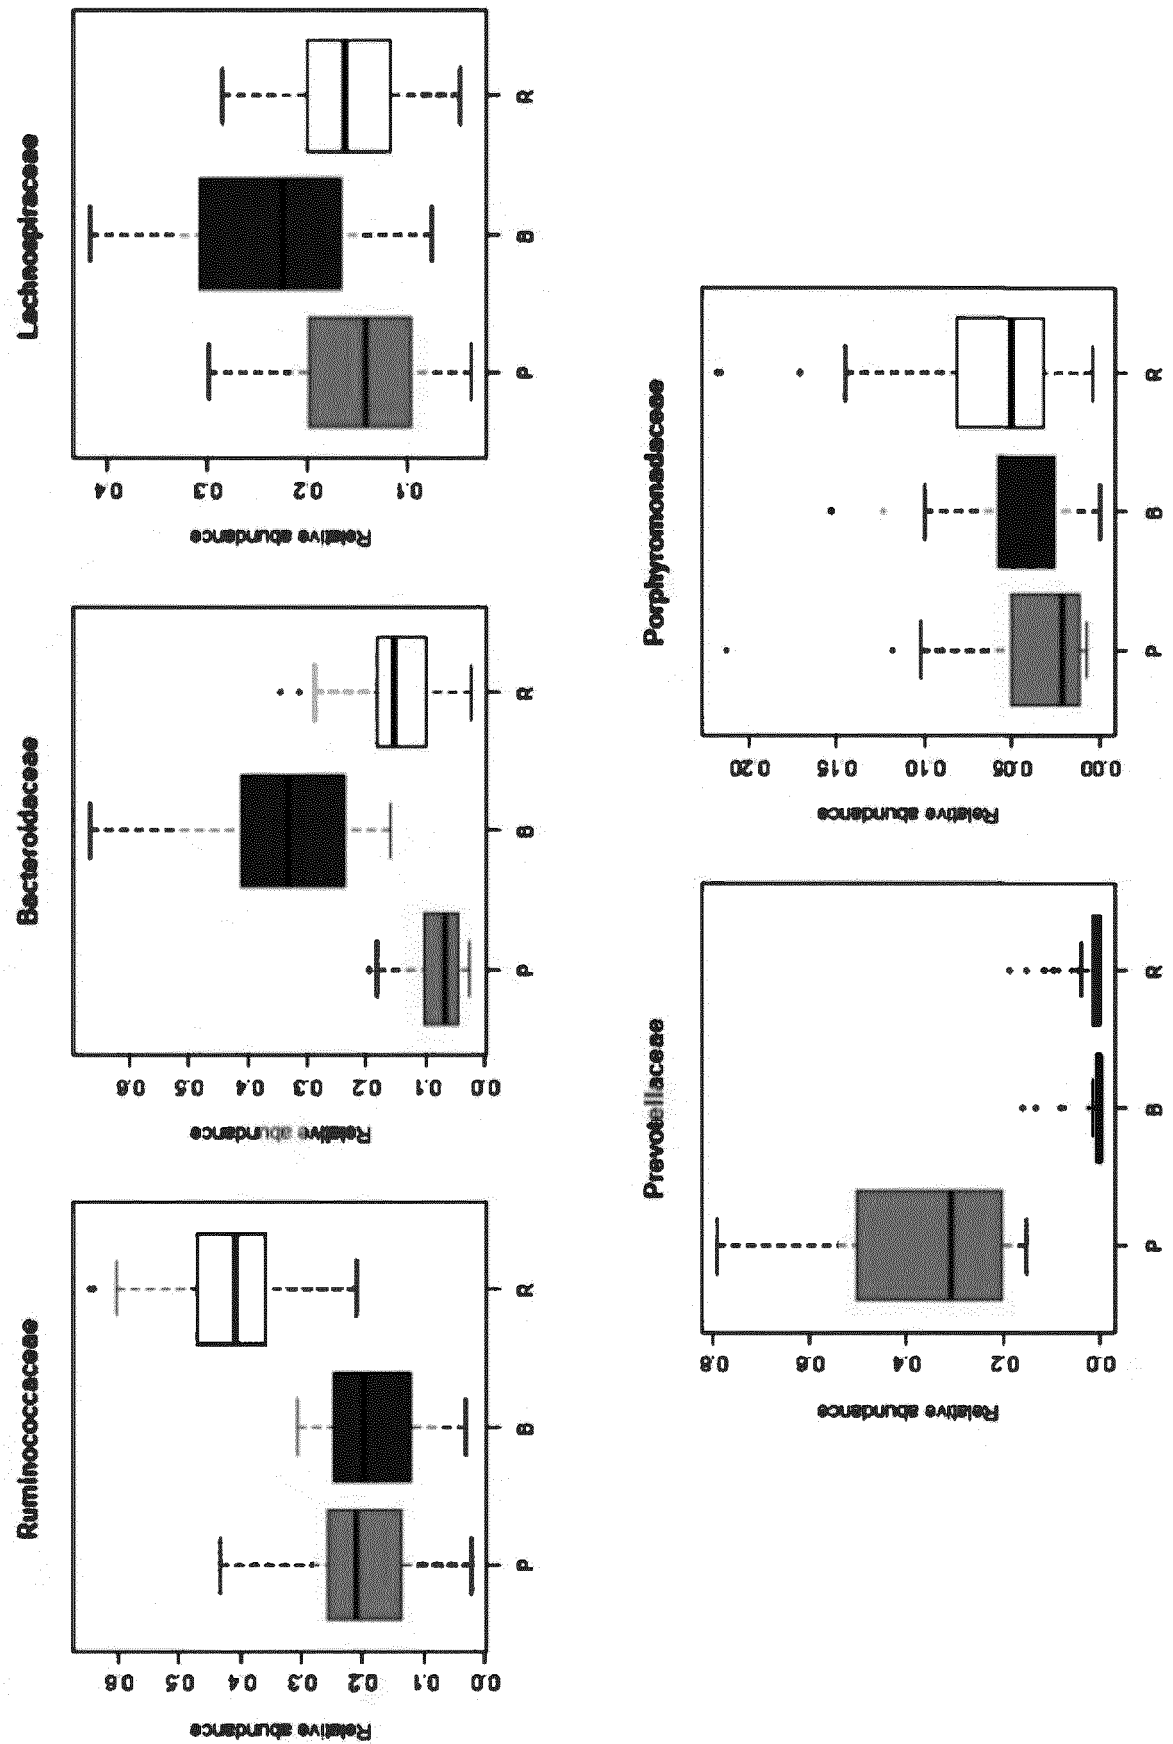 Ruminococcaceae
Relative abundance
0.6
0.5
0.4
0.3
0.2
0.1
0.0
P B R
Bacteroidaceae
Relative abundance
0.6
0.5
0.4
0.3
0.2
0.1
0.0
P B R
Lachnospiraceae
Relative abundance
0.4
0.3
0.2
0.1
P B R
Prevotellaceae
Relative abundance
0.8
0.6
0.4
0.2
0.0
P B R
Porphyromonadaceae
Relative abundance
0.20
0.15
0.10
0.05
0.00
P B R